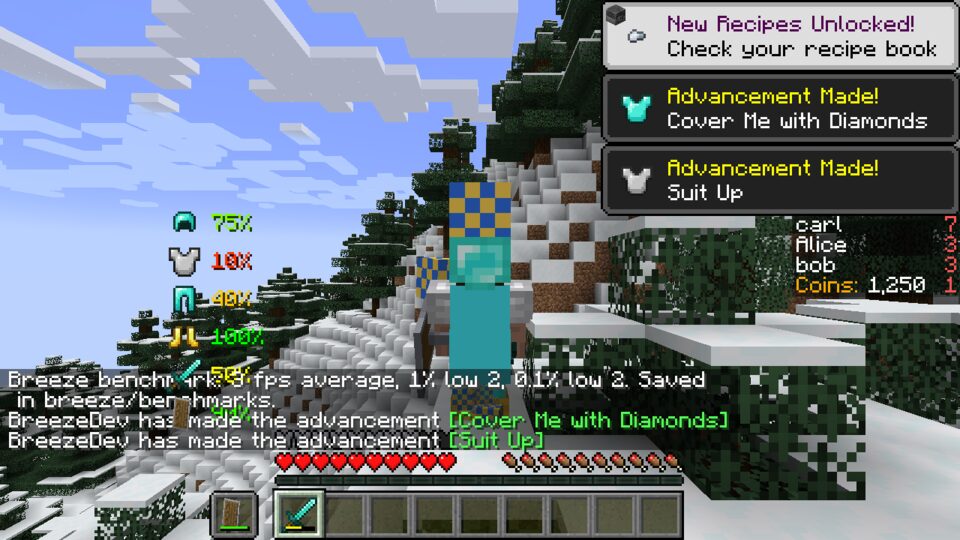 New Recipes Unlocked!
Check your recipe book
Advancement Made!
Cover Me with Diamonds
Advancement Made!
Suit Up
carl 7
Alice 3
bob 3
Coins: 1,250 1
75%
10%
40%
100%
50%
Breeze benchmark: fps average, 1% low 2, 0.1% low 2. Saved
in breeze/benchmarks.
BreezeDev has made the advancement [Cover Me with Diamonds]
BreezeDev has made the advancement [Suit Up]